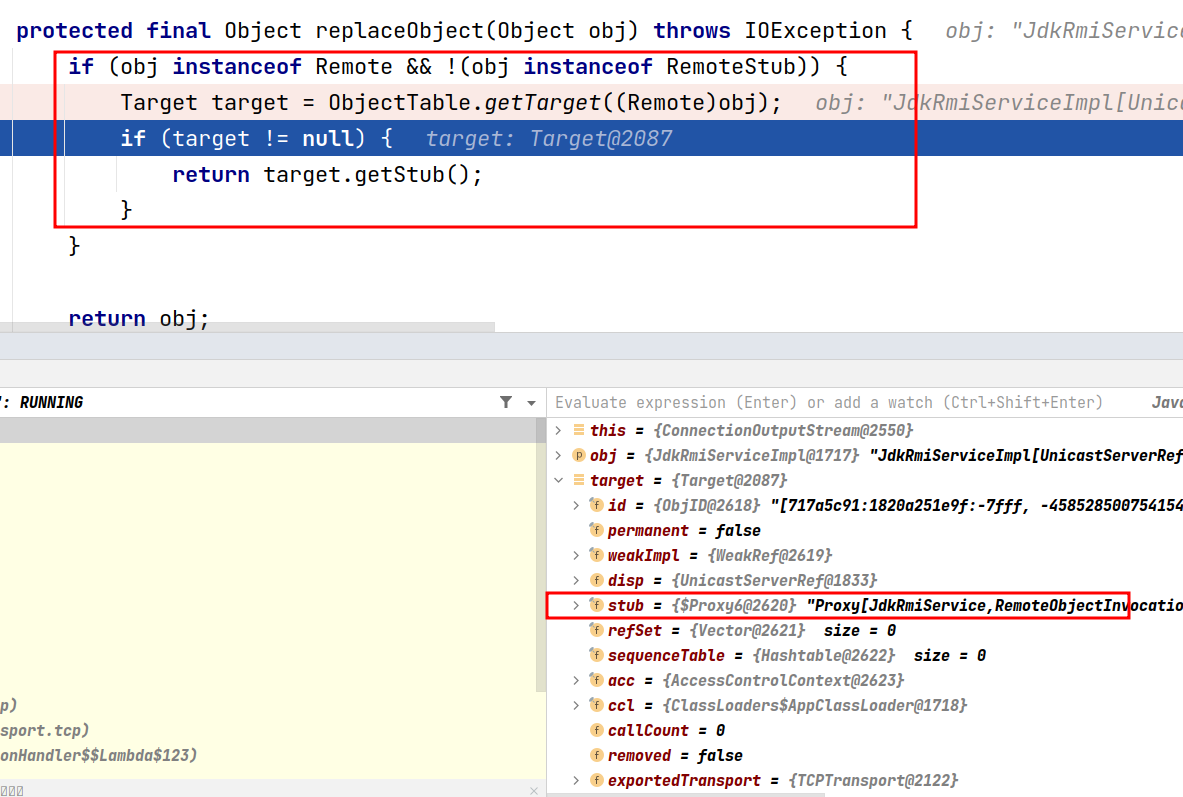 protected final Object replaceObject(Object obj) throws IOException { obj: "JdkRmiService
if (obj instanceof Remote && !(obj instanceof RemoteStub)) {
Target target = ObjectTable.getTarget((Remote)obj); obj: "JdkRmiServiceImpl[Unica
if (target != null) { target: Target@2087
return target.getStub();
}
}
return obj;
": RUNNING
p)
sport.tcp)
onHandler$$Lambda$123)
Evaluate expression (Enter) or add a watch (Ctrl+Shift+Enter) Java
this = {ConnectionOutputStream@2550}
p obj = {JdkRmiServiceImpl@1717} "JdkRmiServiceImpl[UnicastServerRef
target = {Target@2087}
f id = {ObjID@2618} "[717a5c91:1820a251e9f:-7fff, -458528500754154
f permanent = false
f weakImpl = {WeakRef@2619}
f disp = {UnicastServerRef@1833}
f stub = {$Proxy6@2620} "Proxy[JdkRmiService,RemoteObjectInvocatio
f refSet = {Vector@2621} size = 0
f sequenceTable = {Hashtable@2622} size = 0
f acc = {AccessControlContext@2623}
f ccl = {ClassLoaders$AppClassLoader@1718}
f callCount = 0
f removed = false
f exportedTransport = {TCPTransport@2122}